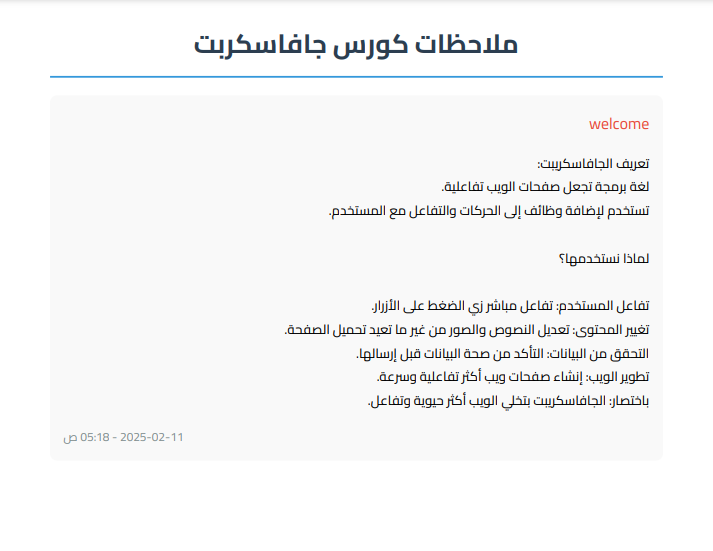 ملاحظات كورس جافاسكربت
welcome
تعريف الجافاسكريبت:
لغة برمجة تجعل صفحات الويب تفاعلية.
تستخدم لإضافة وظائف إلى الحركات والتفاعل مع المستخدم.
لماذا نستخدمها؟
تفاعل المستخدم: تفاعل مباشر زي الضغط على الأزرار.
تغيير المحتوى: تعديل النصوص والصور من غير ما تعيد تحميل الصفحة.
التحقق من البيانات: التأكد من صحة البيانات قبل إرسالها.
تطوير الويب: إنشاء صفحات ويب أكثر تفاعلية وسرعة.
باختصار: الجافاسكريبت بتخلي الويب أكثر حيوية وتفاعل.
2025-02-11 - 05:18 ص